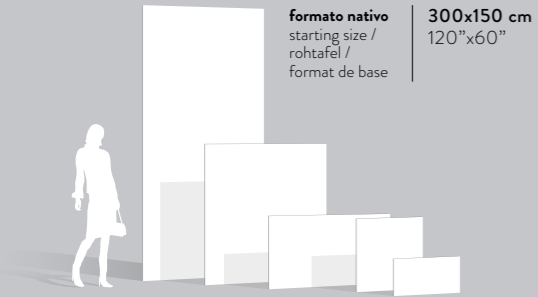 formato nativo
starting size /
rohtafel /
format de base
300x150 cm
120”x60”